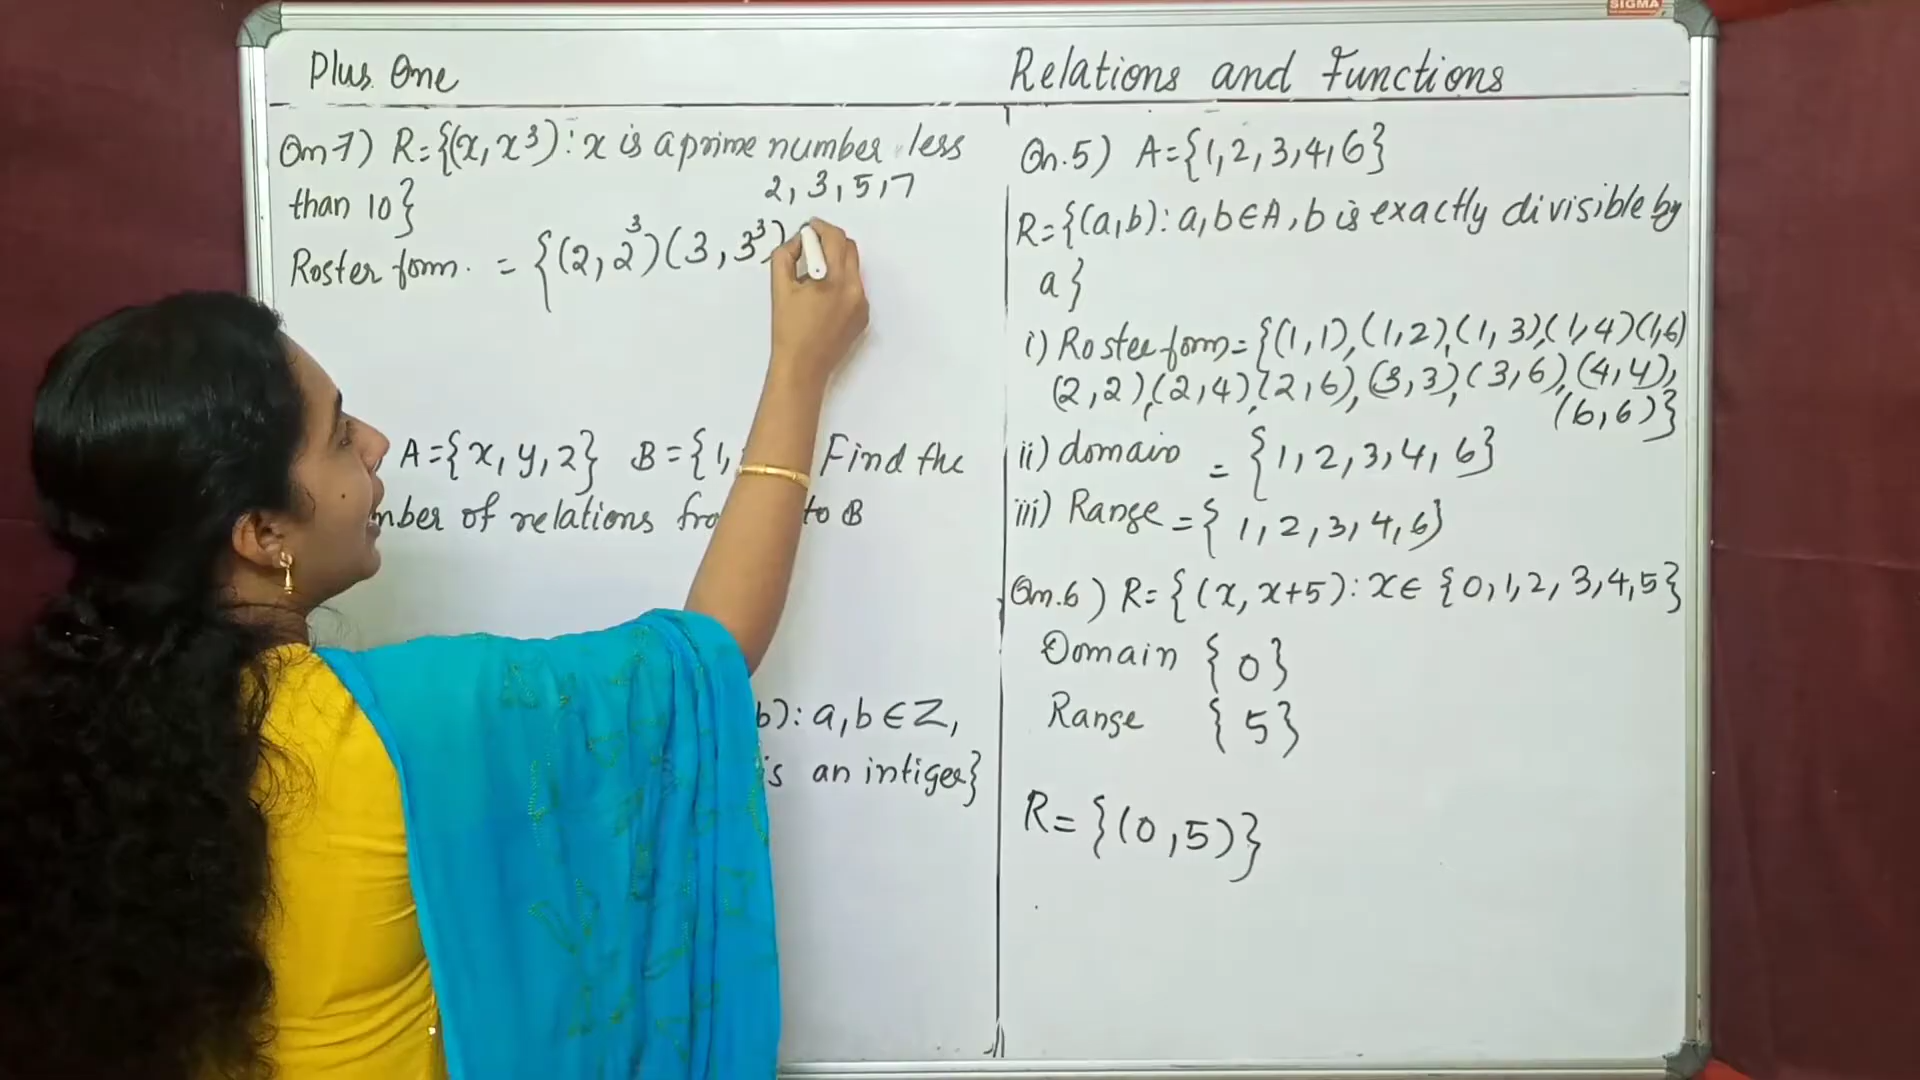 SIGMA
Plus One
Relations and Functions
Qn 7) R={(x, x³): x is a prime number less
than 10}
2, 3, 5, 7
Roster form. = {(2, 2³)(3, 3³)
A={x, y, z} B={1, Find the
mber of relations fro to B
b): a, b ∈ Z,
is an intiger}
Qn.5) A={1, 2, 3, 4, 6}
R={(a, b): a, b ∈ A, b is exactly divisible by
a}
i) Roster form={(1, 1), (1, 2), (1, 3), (1, 4) (1, 6)
(2, 2), (2, 4), (2, 6), (3, 3), (3, 6), (4, 4),
(6, 6)}
ii) domain = {1, 2, 3, 4, 6}
iii) Range = {1, 2, 3, 4, 6}
Qn.6) R={(x, x+5): x ∈ {0, 1, 2, 3, 4, 5}
Domain {0}
Range {5}
R={(0, 5)}